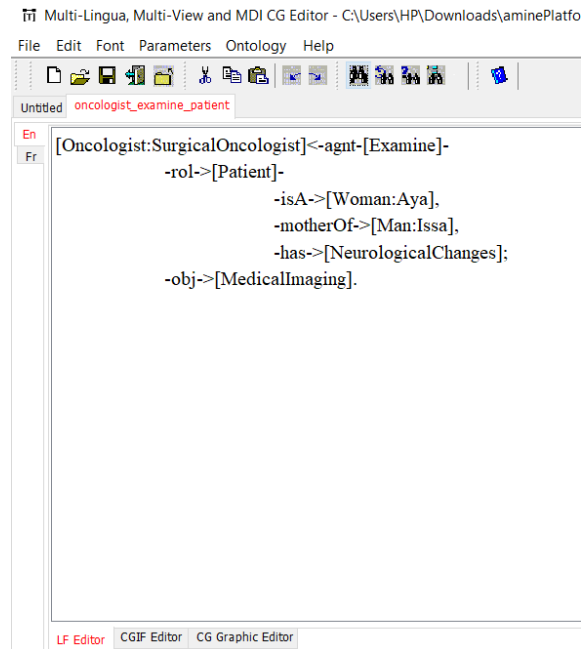 Multi-Lingua, Multi-View and MDI CG Editor - C:\Users\HP\Downloads\aminePlatfo
File Edit Font Parameters Ontology Help
Untitled oncologist_examine_patient
En
Fr
[Oncologist:SurgicalOncologist]<-agnt-[Examine]-
-rol->[Patient]-
-isA->[Woman:Aya],
-motherOf->[Man:Issa],
-has->[NeurologicalChanges];
-obj->[MedicalImaging].
LF Editor CGIF Editor CG Graphic Editor